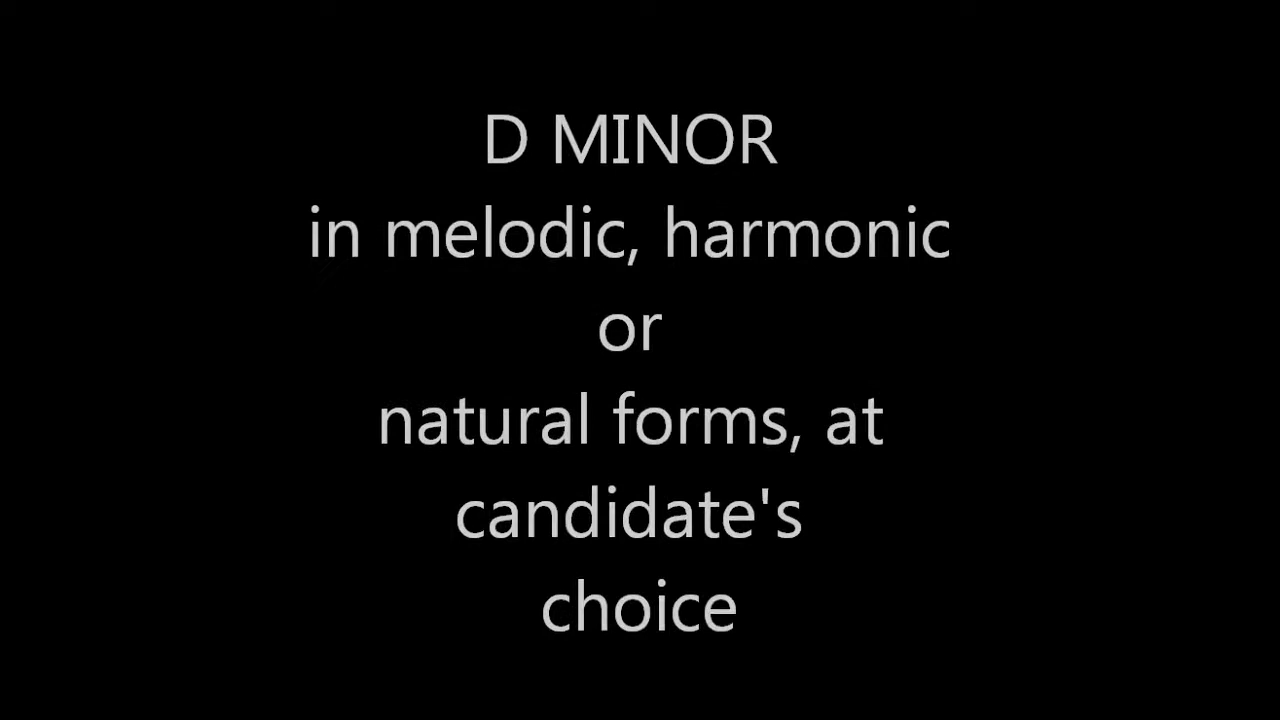 D MINOR
in melodic, harmonic
or
natural forms, at
candidate's
choice